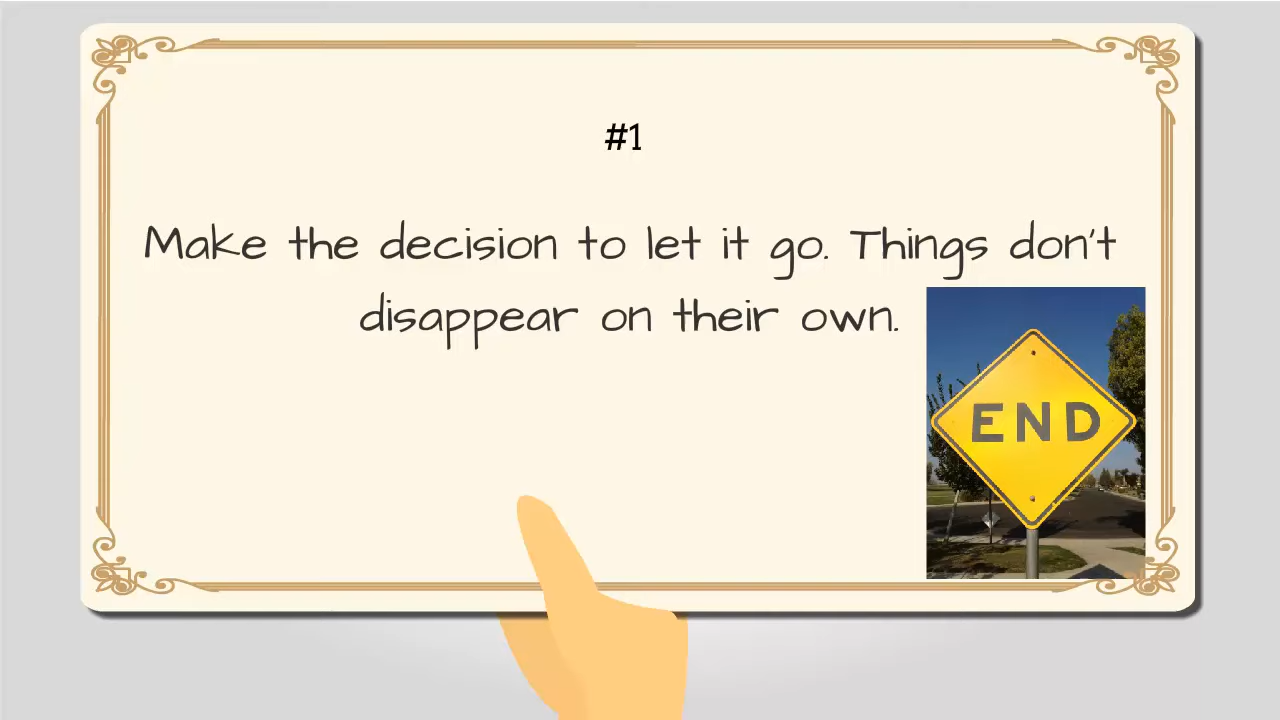 #1
Make the decision to let it go. Things don't
disappear on their own.
END